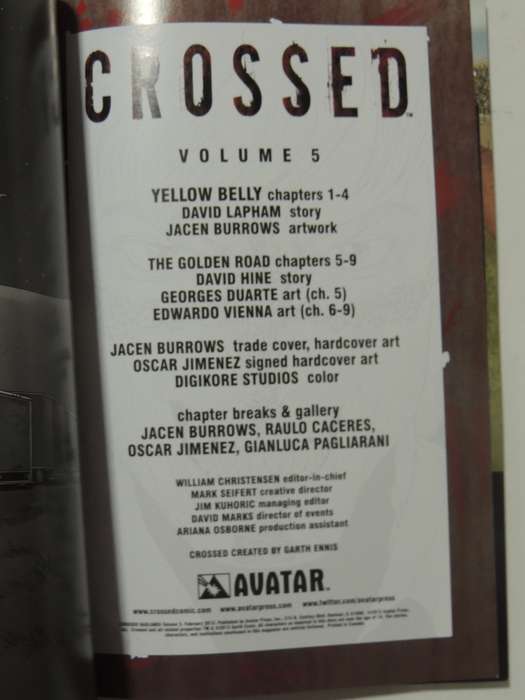 CROSSED™
VOLUME 5
YELLOW BELLY chapters 1-4
DAVID LAPHAM story
JACEN BURROWS artwork
THE GOLDEN ROAD chapters 5-9
DAVID HINE story
GEORGES DUARTE art (ch. 5)
EDWARDO VIENNA art (ch. 6-9)
JACEN BURROWS trade cover, hardcover art
OSCAR JIMENEZ signed hardcover art
DIGIKORE STUDIOS color
chapter breaks & gallery
JACEN BURROWS, RAULO CACERES,
OSCAR JIMENEZ, GIANLUCA PAGLIARANI
WILLIAM CHRISTENSEN editor-in-chief
MARK SEIFERT creative director
JIM KUHORIC managing editor
DAVID MARKS director of events
ARIANA OSBORNE production assistant
CROSSED CREATED BY GARTH ENNIS
AVATAR™
www.crossedcomic.com www.avatarpress.com www.twitter.com/avatarpress